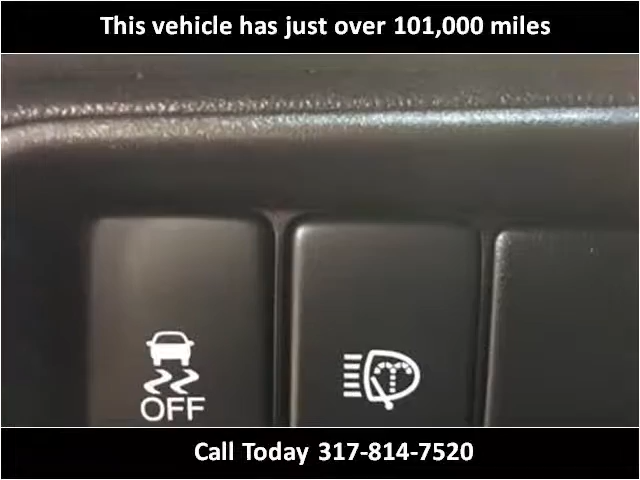 This vehicle has just over 101,000 miles
OFF
Call Today 317-814-7520